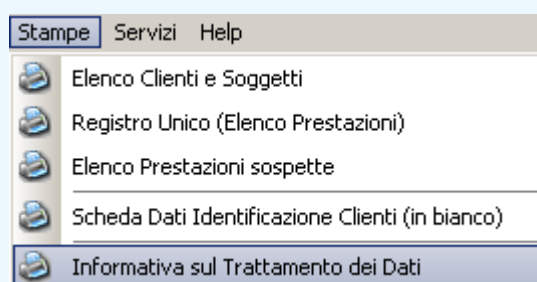 Stampe Servizi Help
Elenco Clienti e Soggetti
Registro Unico (Elenco Prestazioni)
Elenco Prestazioni sospette
Scheda Dati Identificazione Clienti (in bianco)
Informativa sul Trattamento dei Dati